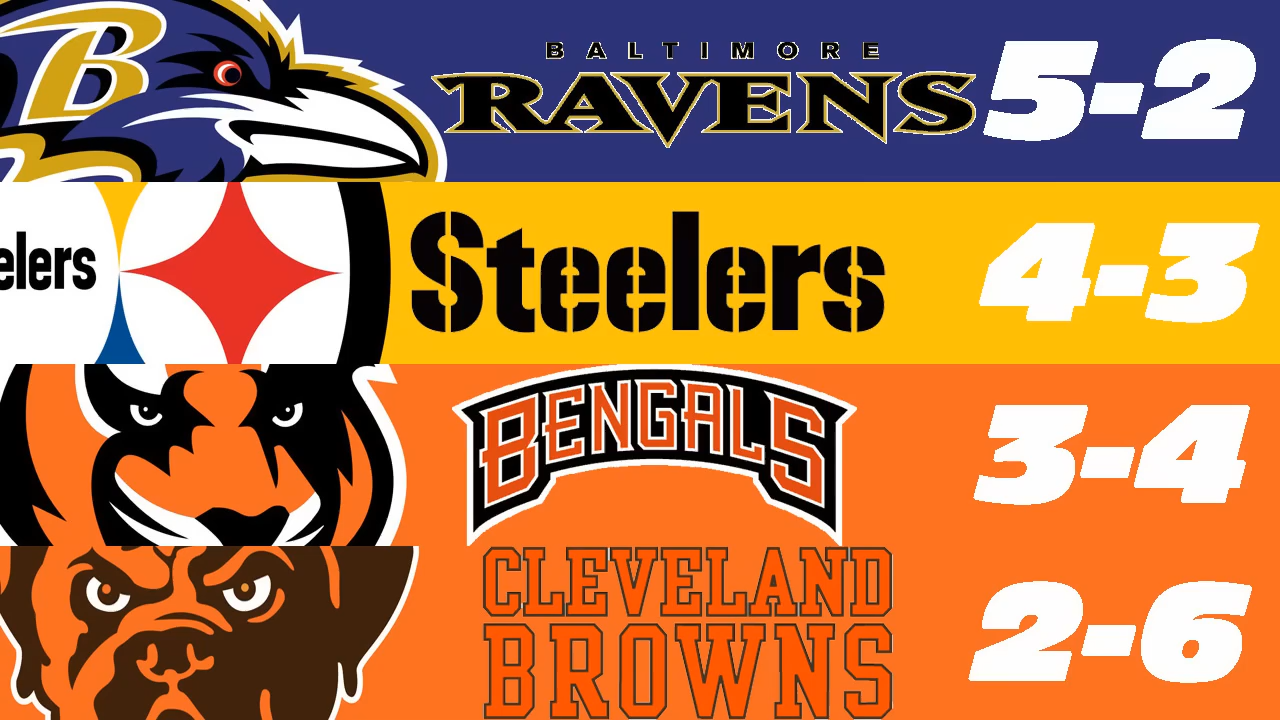 B
BALTIMORE
RAVENS
5-2
elers
Steelers
4-3
BENGALS
3-4
CLEVELAND
BROWNS
2-6